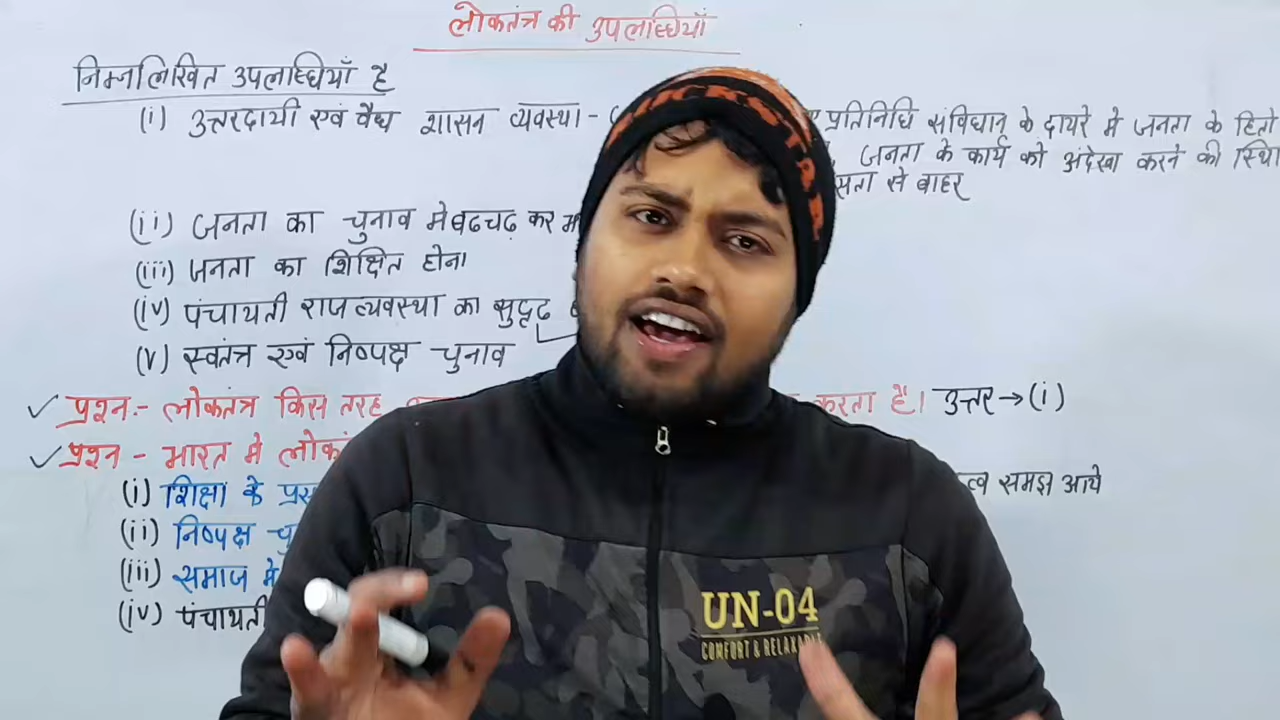 लोकतंत्र की उपलब्धियाँ
निम्नलिखित उपलब्धियाँ है
(i) उत्तरदायी एवं वैध शासन व्यवस्था - प्रतिनिधि संविधान के दायरे मे जनता के हितो
जनता के कार्य को अंदेखा करने की
सता से बाहर
(ii) जनता का चुनाव मे बढचढ़ कर
(iii) जनता का शिक्षित होना
(iv) पंचायती राजव्यवस्था का सुदृढ़
(v) स्वतंत्र एवं निष्पक्ष चुनाव
✓ प्रश्न:- लोकतंत्र किस तरह करता है। उत्तर → (i)
✓ प्रश्न - भारत मे
(i) शिक्षा के समझ आये
(ii) निष्पक्ष
(iii) समाज मे
(iv) पंचायती
UN-04
COMFORT & RELAXABLE